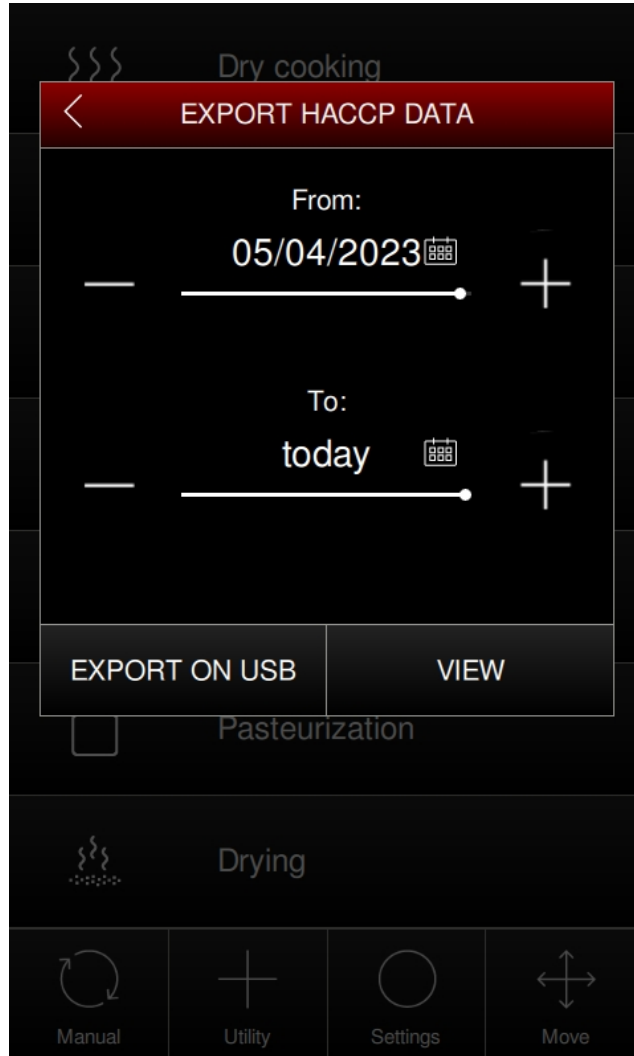 Dry cooking
EXPORT HACCP DATA
From:
05/04/2023
To:
today
EXPORT ON USB
VIEW
Pasteurization
Drying
Manual
Utility
Settings
Move